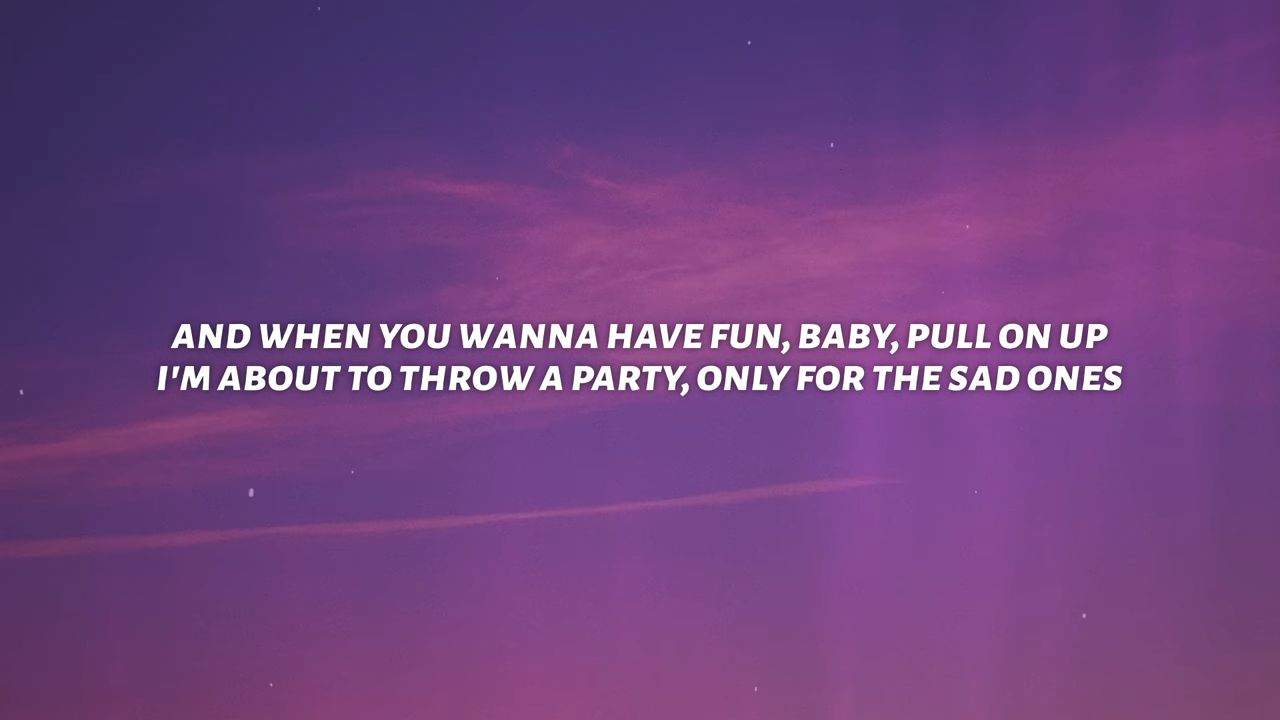 AND WHEN YOU WANNA HAVE FUN, BABY, PULL ON UP
I'M ABOUT TO THROW A PARTY, ONLY FOR THE SAD ONES